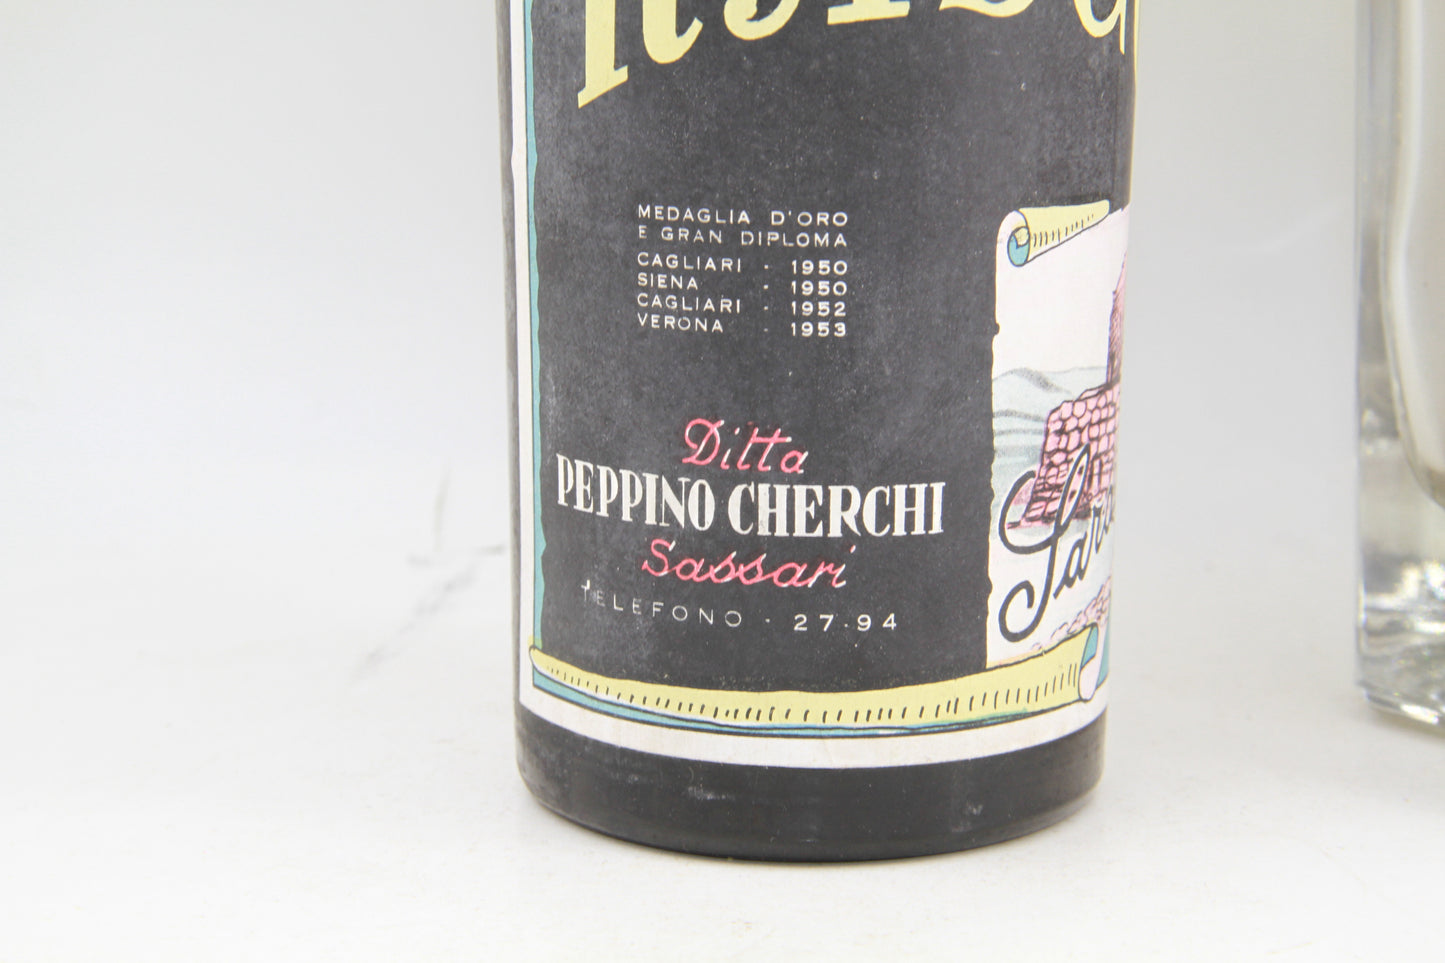 MEDAGLIA D'ORO
E GRAN DIPLOMA
CAGLIARI - 1950
SIENA - 1950
CAGLIARI - 1952
VERONA - 1953
Ditta
PEPPINO CHERCHI
Sassari
TELEFONO - 27-94